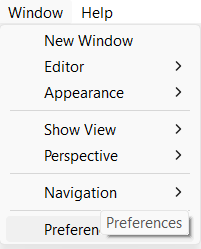 Window Help
New Window
Editor
Appearance
Show View
Perspective
Navigation
Preferen
Preferences